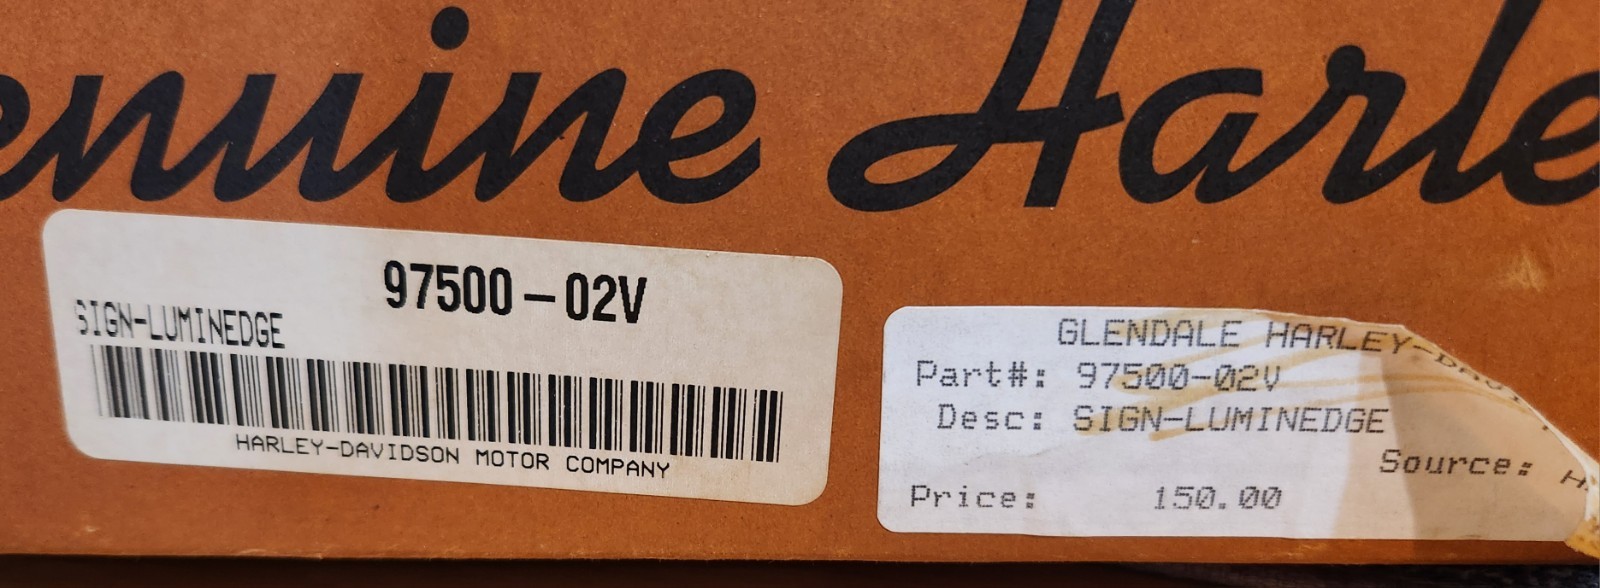 enuine Harle
97500-02V
SIGN-LUMINEDGE
HARLEY-DAVIDSON MOTOR COMPANY
GLENDALE HARLEY-DAV
Part#: 97500-02V
Desc: SIGN-LUMINEDGE
Source: H
Price: 150.00